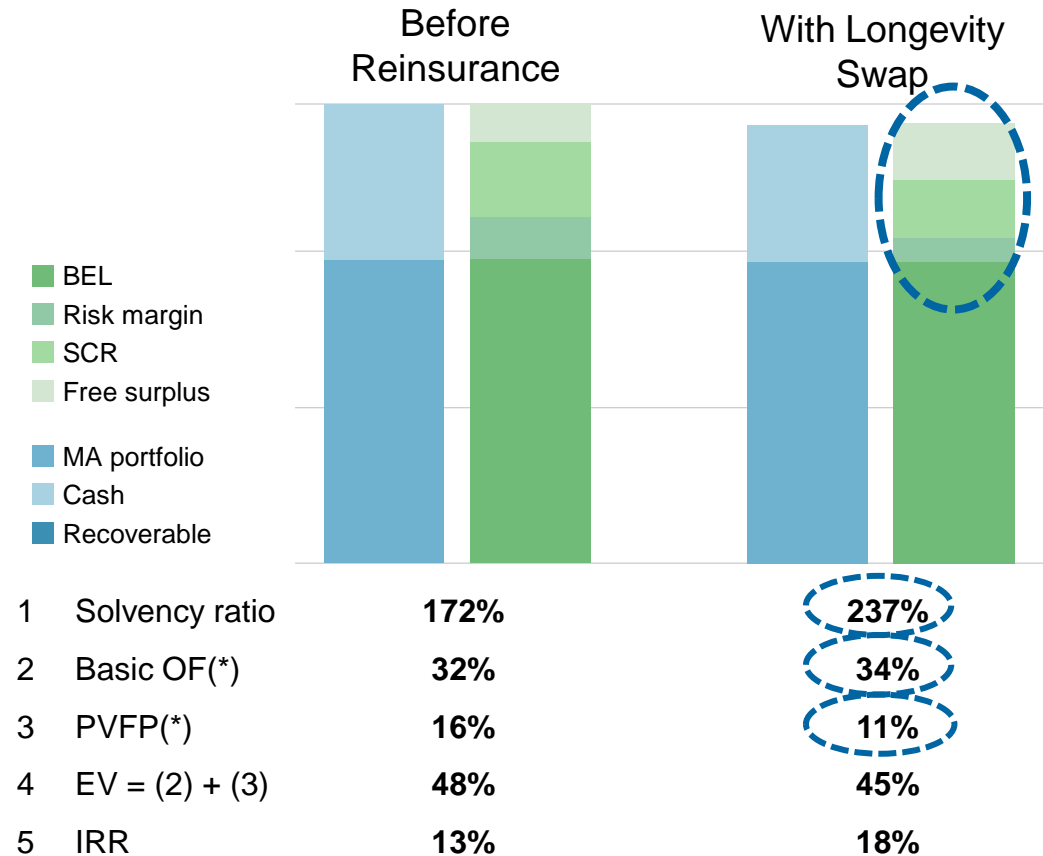 Before
Reinsurance
With Longevity
Swap
BEL
Risk margin
SCR
Free surplus
MA portfolio
Cash
Recoverable
1 Solvency ratio 172% 237%
2 Basic OF(*) 32% 34%
3 PVFP(*) 16% 11%
4 EV = (2) + (3) 48% 45%
5 IRR 13% 18%